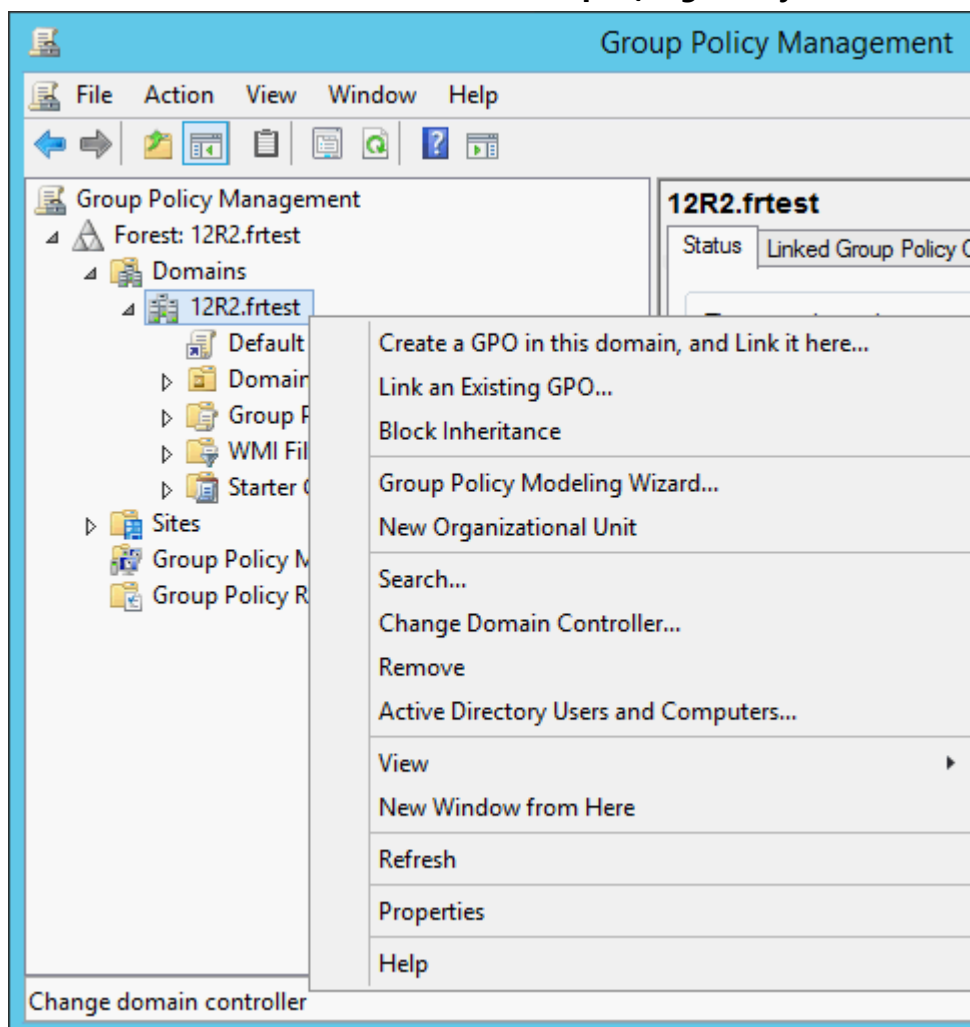 Group Policy Management
File Action View Window Help
Group Policy Management
Forest: 12R2.frtest
Domains
12R2.frtest
Default
Domain
Group P
WMI Fil
Starter
Sites
Group Policy M
Group Policy R
12R2.frtest
Status Linked Group Policy
Create a GPO in this domain, and Link it here...
Link an Existing GPO...
Block Inheritance
Group Policy Modeling Wizard...
New Organizational Unit
Search...
Change Domain Controller...
Remove
Active Directory Users and Computers...
View
New Window from Here
Refresh
Properties
Help
Change domain controller